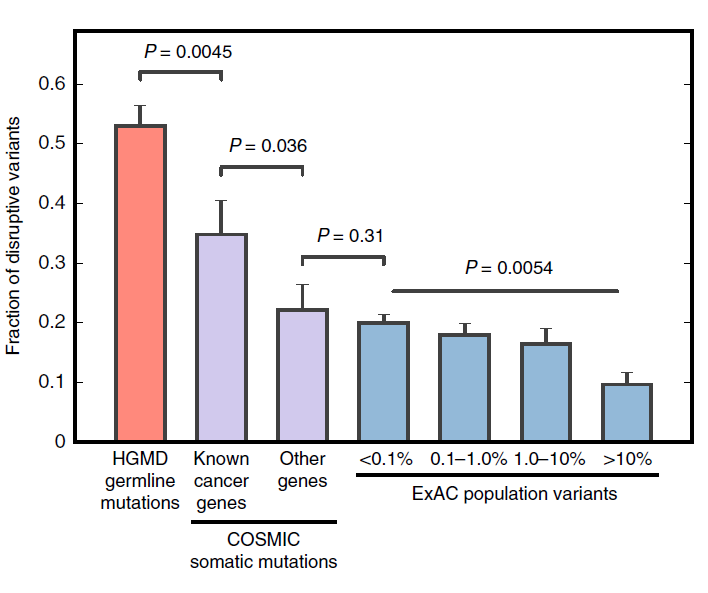 P = 0.0045
P = 0.036
P = 0.31
P = 0.0054
Fraction of disruptive variants
0.6
0.5
0.4
0.3
0.2
0.1
0
HGMD
germline
mutations
Known
cancer
genes
Other
genes
<0.1%
0.1–1.0%
1.0–10%
>10%
COSMIC
somatic mutations
ExAC population variants